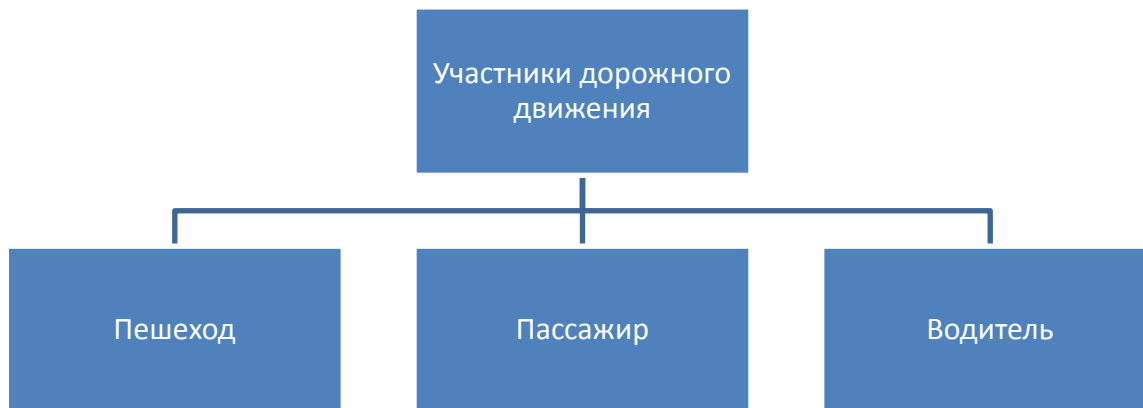 Участники дорожного
движения
Пешеход
Пассажир
Водитель